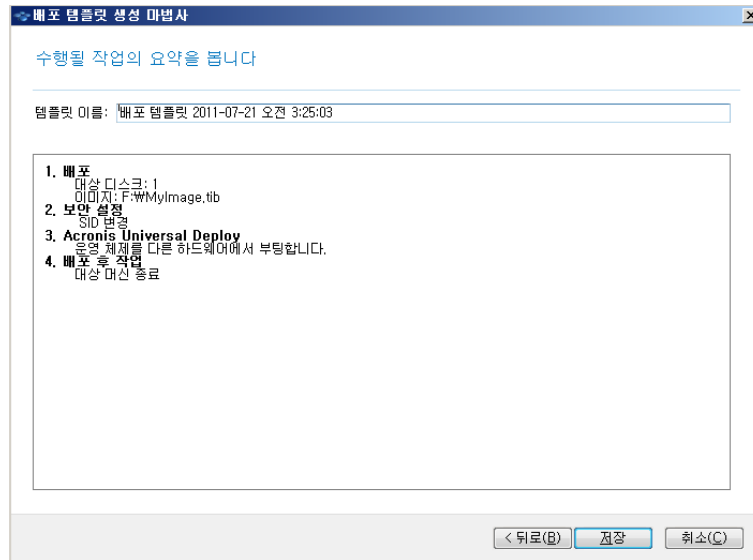 배포 템플릿 생성 마법사
수행될 작업의 요약을 봅니다
템플릿 이름: 배포 템플릿 2011-07-21 오전 3:25:03
1. 배포
대상 디스크: 1
이미지: F:₩MyImage.tib
2. 보안 설정
SID 변경
3. Acronis Universal Deploy
운영 체제를 다른 하드웨어에서 부팅합니다.
4. 배포 후 작업
대상 머신 종료
< 뒤로(B) 저장 취소(C)